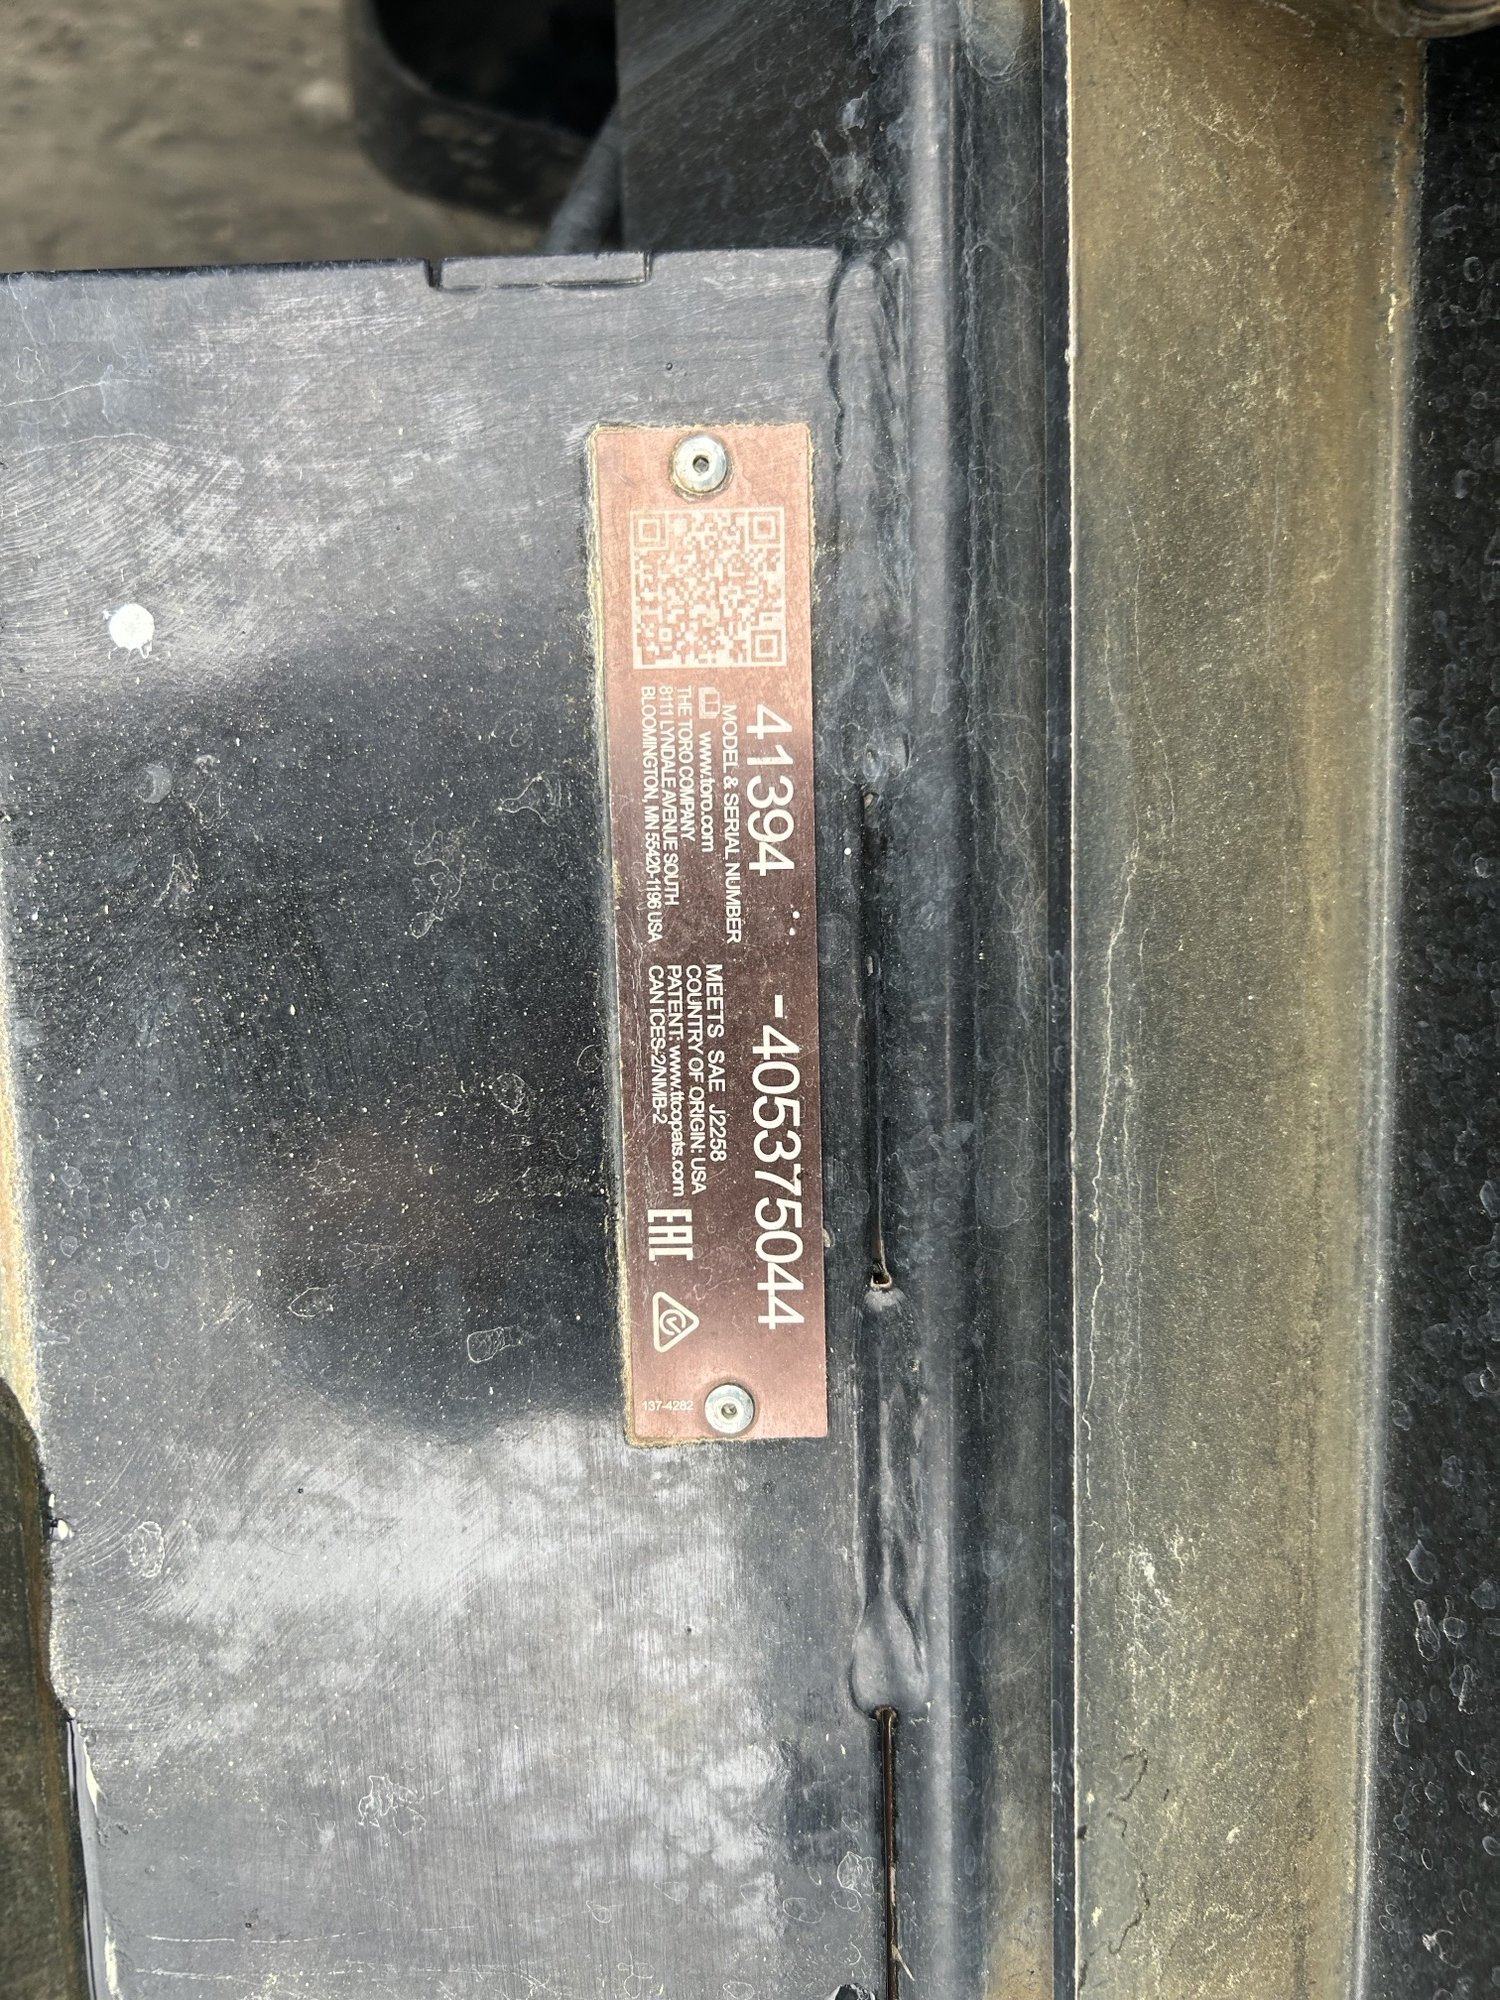 41394 -405375044
MODEL & SERIAL NUMBER
www.toro.com
THE TORO COMPANY
8111 LYNDALE AVENUE SOUTH
BLOOMINGTON, MN 55420-1196 USA
MEETS SAE J2258
COUNTRY OF ORIGIN: USA
PATENT: www.ttcopats.com
CAN ICES-2/NMB-2
EAC
137-4282